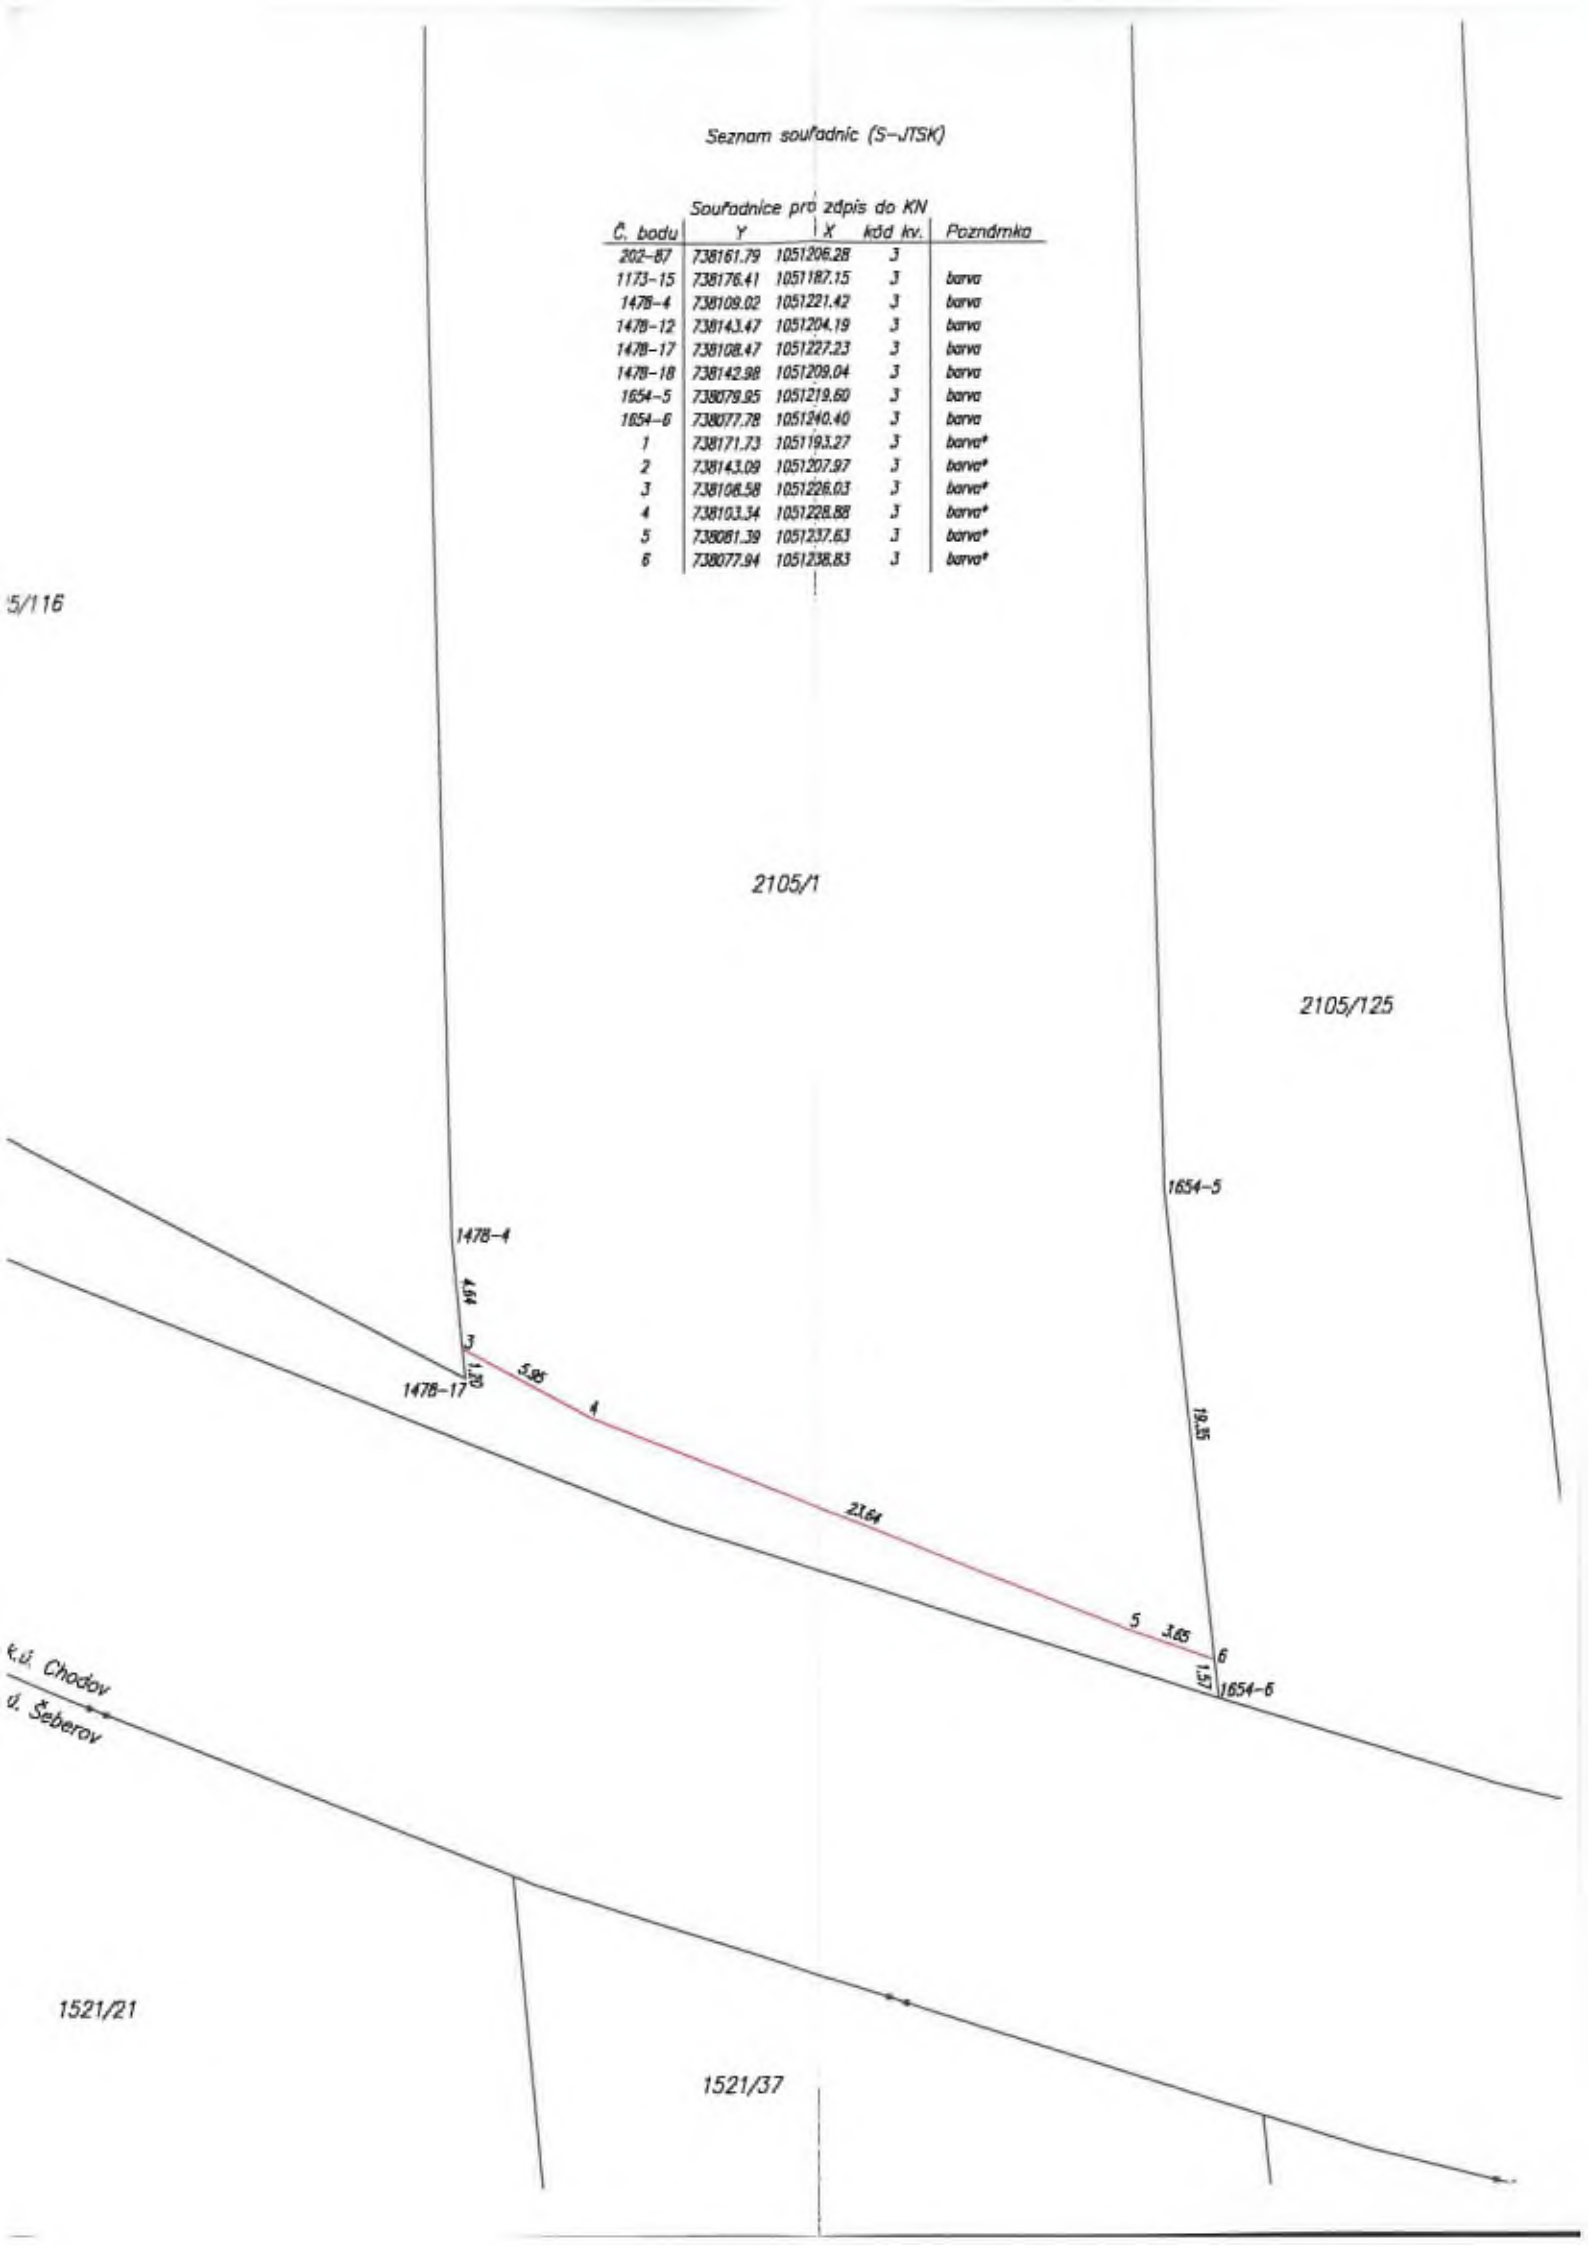 Seznam souřadnic (S-JTSK)
Souřadnice pro zápis do KN
Č. bodu Y X kód kv. Poznámka
202-87 738161.79 1051206.28 3
1173-15 738176.41 1051187.15 3 barva
1478-4 738109.02 1051221.42 3 barva
1478-12 738143.47 1051204.19 3 barva
1478-17 738108.47 1051227.23 3 barva
1478-18 738142.98 1051209.04 3 barva
1654-5 738079.95 1051219.60 3 barva
1654-6 738077.78 1051240.40 3 barva
1 738171.73 1051193.27 3 barva*
2 738143.09 1051207.97 3 barva*
3 738108.58 1051226.03 3 barva*
4 738103.34 1051228.88 3 barva*
5 738081.39 1051237.63 3 barva*
6 738077.94 1051238.83 3 barva*
5/116
2105/1
2105/125
1654-5
1478-4
4.64
3
1.20
5.96
1478-17
4
19.35
23.64
5
3.65
6
1.57
1654-6
k.ú. Chodov
ú. Šeberov
1521/21
1521/37